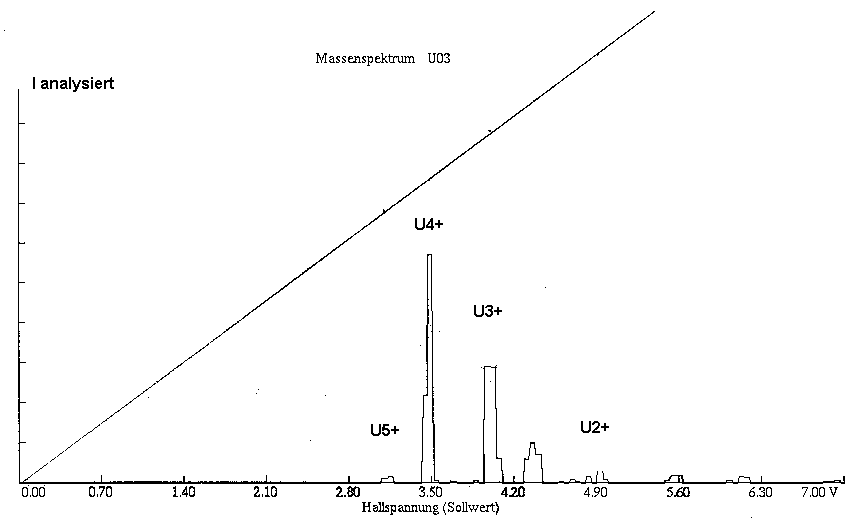 Massenspektrum U03
I analysiert
U4+
U3+
U5+
U2+
0.00 0.70 1.40 2.10 2.80 3.50 4.20 4.90 5.60 6.30 7.00 V
Hallspannung (Sollwert)